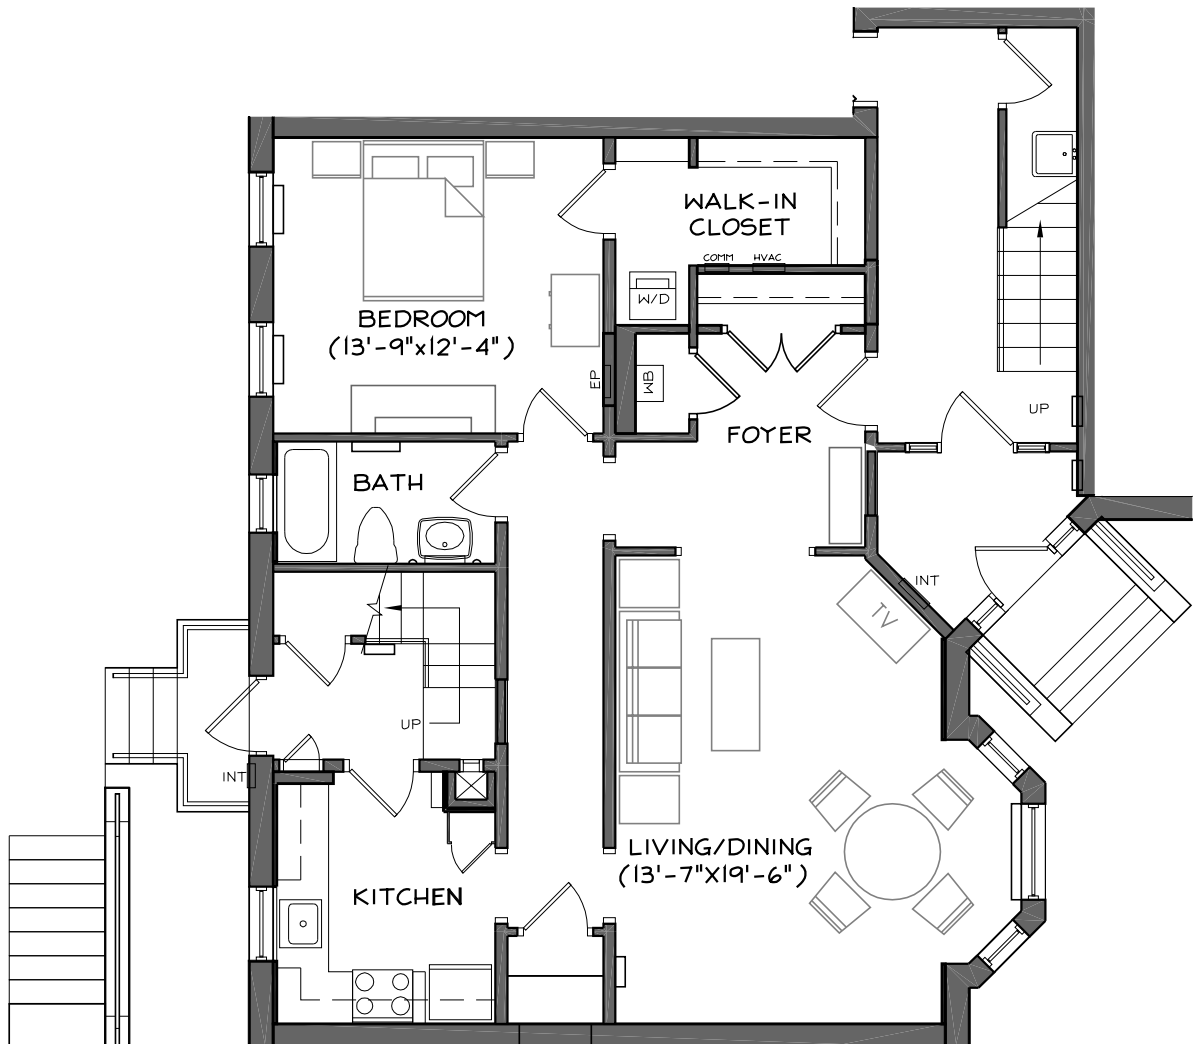 WALK-IN
CLOSET
COMM HVAC
W/D
BEDROOM
(13'-9"x12'-4")
EP
WB
UP
FOYER
BATH
INT
TV
UP
INT
LIVING/DINING
(13'-7"X19'-6")
KITCHEN